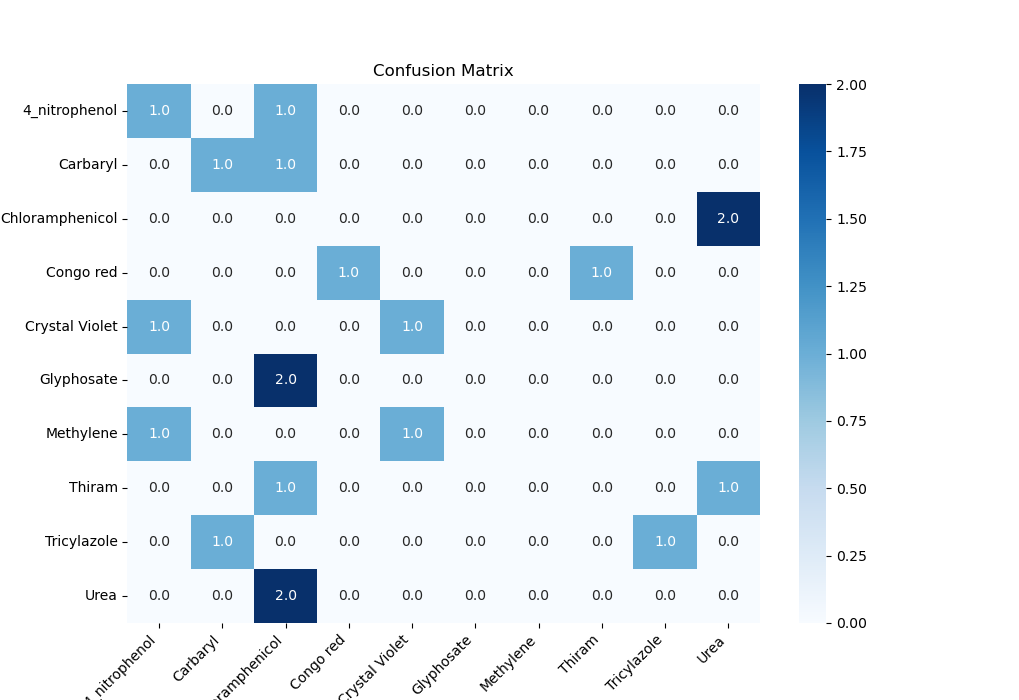 Confusion Matrix
4_nitrophenol 1.0 0.0 1.0 0.0 0.0 0.0 0.0 0.0 0.0 0.0
Carbaryl 0.0 1.0 1.0 0.0 0.0 0.0 0.0 0.0 0.0 0.0
Chloramphenicol 0.0 0.0 0.0 0.0 0.0 0.0 0.0 0.0 0.0 2.0
Congo red 0.0 0.0 0.0 1.0 0.0 0.0 0.0 1.0 0.0 0.0
Crystal Violet 1.0 0.0 0.0 0.0 1.0 0.0 0.0 0.0 0.0 0.0
Glyphosate 0.0 0.0 2.0 0.0 0.0 0.0 0.0 0.0 0.0 0.0
Methylene 1.0 0.0 0.0 0.0 1.0 0.0 0.0 0.0 0.0 0.0
Thiram 0.0 0.0 1.0 0.0 0.0 0.0 0.0 0.0 0.0 1.0
Tricylazole 0.0 1.0 0.0 0.0 0.0 0.0 0.0 0.0 1.0 0.0
Urea 0.0 0.0 2.0 0.0 0.0 0.0 0.0 0.0 0.0 0.0
4_nitrophenol
Carbaryl
ramphenicol
Congo red
Crystal Violet
Glyphosate
Methylene
Thiram
Tricylazole
Urea
2.00
1.75
1.50
1.25
1.00
0.75
0.50
0.25
0.00